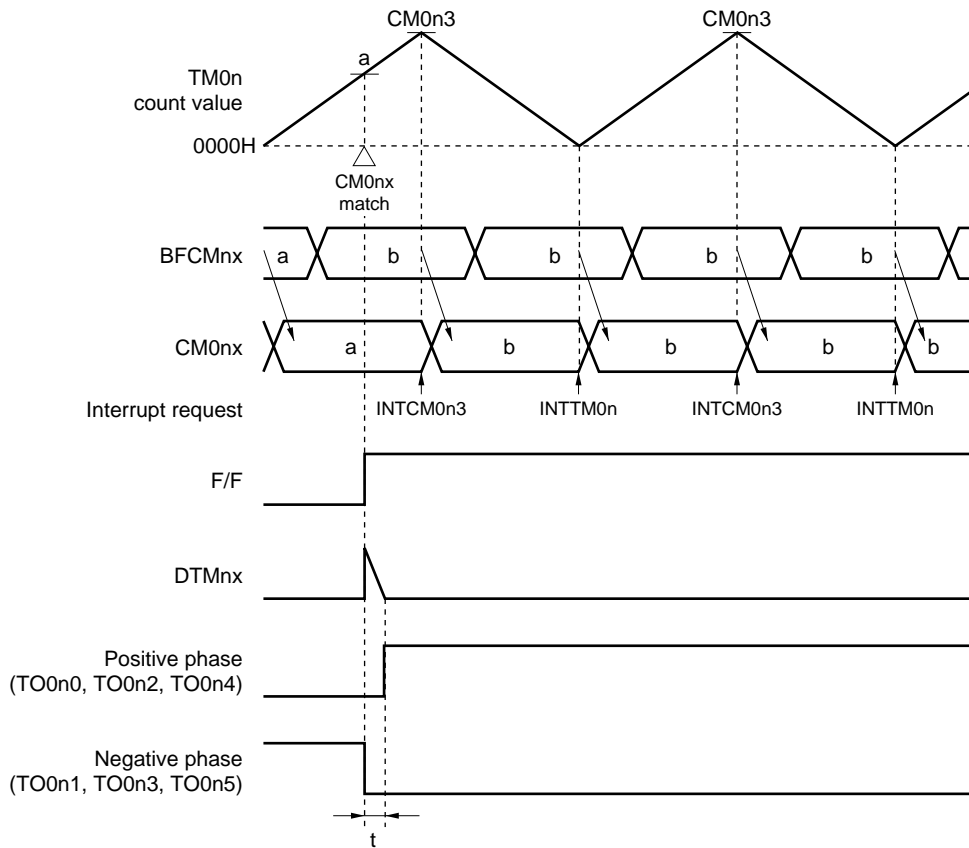 CM0n3 CM0n3
a
TM0n
count value
0000H
CM0nx
match
BFCMnx a b b b b
CM0nx a b b b b
Interrupt request INTCM0n3 INTTM0n INTCM0n3 INTTM0n
F/F
DTMnx
Positive phase
(TO0n0, TO0n2, TO0n4)
Negative phase
(TO0n1, TO0n3, TO0n5)
t